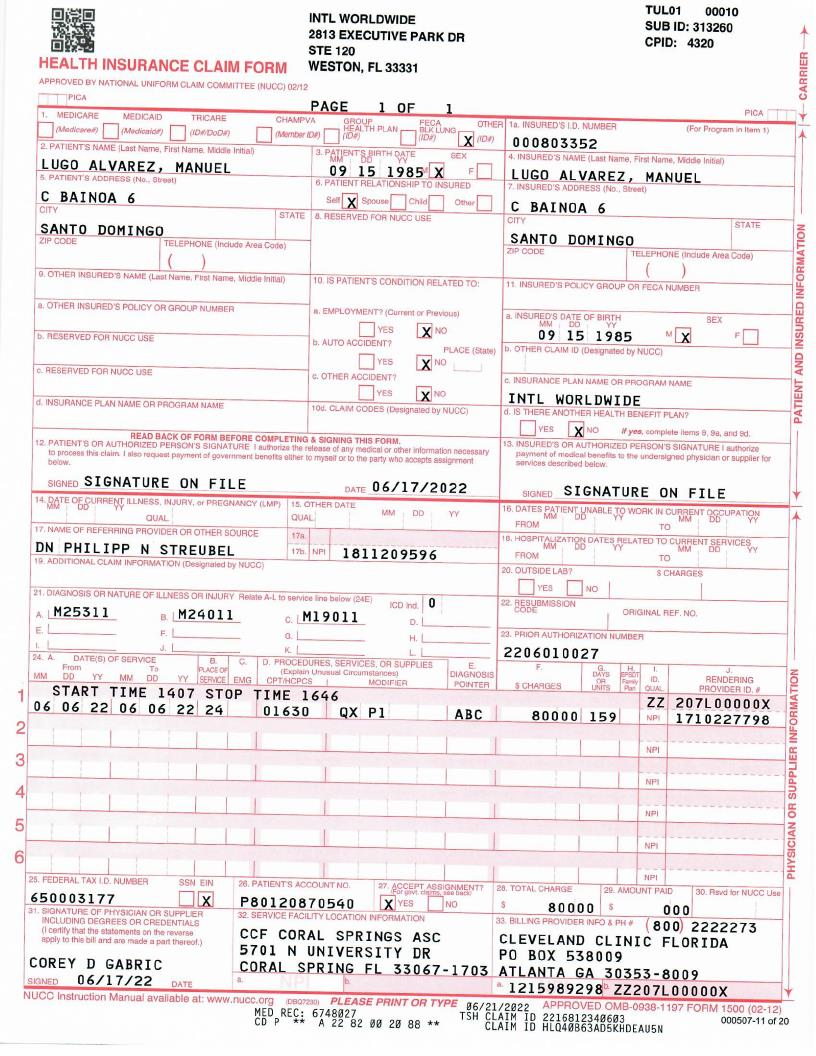 INTL WORLDWIDE
2813 EXECUTIVE PARK DR
STE 120
WESTON, FL 33331
TUL01 00010
SUB ID: 313260
CPID: 4320
HEALTH INSURANCE CLAIM FORM
APPROVED BY NATIONAL UNIFORM CLAIM COMMITTEE (NUCC) 02/12
CARRIER
PICA
PAGE 1 OF 1
PICA
1. MEDICARE MEDICAID TRICARE CHAMPVA GROUP HEALTH PLAN FECA BLK LUNG OTHER
(Medicare#) (Medicaid#) (ID#/DoD#) (Member ID#) (ID#) (ID#) X (ID#)
1a. INSURED'S I.D. NUMBER (For Program in Item 1)
000803352
2. PATIENT'S NAME (Last Name, First Name, Middle Initial)
LUGO ALVAREZ, MANUEL
3. PATIENT'S BIRTH DATE SEX
MM DD YY
09 15 1985 M X F
4. INSURED'S NAME (Last Name, First Name, Middle Initial)
LUGO ALVAREZ, MANUEL
5. PATIENT'S ADDRESS (No., Street)
C BAINOA 6
6. PATIENT RELATIONSHIP TO INSURED
Self X Spouse Child Other
7. INSURED'S ADDRESS (No., Street)
C BAINOA 6
CITY STATE
SANTO DOMINGO
8. RESERVED FOR NUCC USE
CITY STATE
SANTO DOMINGO
ZIP CODE TELEPHONE (Include Area Code)
( )
ZIP CODE TELEPHONE (Include Area Code)
( )
9. OTHER INSURED'S NAME (Last Name, First Name, Middle Initial)
10. IS PATIENT'S CONDITION RELATED TO:
11. INSURED'S POLICY GROUP OR FECA NUMBER
a. OTHER INSURED'S POLICY OR GROUP NUMBER
a. EMPLOYMENT? (Current or Previous)
YES X NO
a. INSURED'S DATE OF BIRTH SEX
MM DD YY
09 15 1985 M X F
b. RESERVED FOR NUCC USE
b. AUTO ACCIDENT? PLACE (State)
YES X NO
b. OTHER CLAIM ID (Designated by NUCC)
c. RESERVED FOR NUCC USE
c. OTHER ACCIDENT?
YES X NO
c. INSURANCE PLAN NAME OR PROGRAM NAME
INTL WORLDWIDE
d. INSURANCE PLAN NAME OR PROGRAM NAME
10d. CLAIM CODES (Designated by NUCC)
d. IS THERE ANOTHER HEALTH BENEFIT PLAN?
YES X NO If yes, complete items 9, 9a, and 9d.
PATIENT AND INSURED INFORMATION
READ BACK OF FORM BEFORE COMPLETING & SIGNING THIS FORM.
12. PATIENT'S OR AUTHORIZED PERSON'S SIGNATURE I authorize the release of any medical or other information necessary
to process this claim. I also request payment of government benefits either to myself or to the party who accepts assignment
below.
SIGNED SIGNATURE ON FILE DATE 06/17/2022
13. INSURED'S OR AUTHORIZED PERSON'S SIGNATURE I authorize
payment of medical benefits to the undersigned physician or supplier for
services described below.
SIGNED SIGNATURE ON FILE
14. DATE OF CURRENT ILLNESS, INJURY, or PREGNANCY (LMP)
MM DD YY
QUAL.
15. OTHER DATE
QUAL. MM DD YY
16. DATES PATIENT UNABLE TO WORK IN CURRENT OCCUPATION
MM DD YY MM DD YY
FROM TO
17. NAME OF REFERRING PROVIDER OR OTHER SOURCE
DN PHILIPP N STREUBEL
17a.
17b. NPI 1811209596
18. HOSPITALIZATION DATES RELATED TO CURRENT SERVICES
MM DD YY MM DD YY
FROM TO
19. ADDITIONAL CLAIM INFORMATION (Designated by NUCC)
20. OUTSIDE LAB? $ CHARGES
YES NO
21. DIAGNOSIS OR NATURE OF ILLNESS OR INJURY Relate A-L to service line below (24E) ICD Ind. 0
A. M25311 B. M24011 C. M19011 D.
E. F. G. H.
I. J. K. L.
22. RESUBMISSION CODE ORIGINAL REF. NO.
23. PRIOR AUTHORIZATION NUMBER
2206010027
24. A. DATE(S) OF SERVICE B. C. D. PROCEDURES, SERVICES, OR SUPPLIES E. F. G. H. I. J.
From To PLACE OF SERVICE EMG (Explain Unusual Circumstances) DIAGNOSIS POINTER $ CHARGES DAYS OR UNITS EPSDT Family Plan ID. QUAL. RENDERING PROVIDER ID. #
MM DD YY MM DD YY CPT/HCPCS MODIFIER
1 START TIME 1407 STOP TIME 1646 ZZ 207L00000X
06 06 22 06 06 22 24 01630 QX P1 ABC 80000 159 NPI 1710227798
2 NPI
3 NPI
4 NPI
5 NPI
6 NPI
PHYSICIAN OR SUPPLIER INFORMATION
25. FEDERAL TAX I.D. NUMBER SSN EIN
650003177 X
26. PATIENT'S ACCOUNT NO.
P80120870540
27. ACCEPT ASSIGNMENT?
(For govt. claims, see back)
X YES NO
28. TOTAL CHARGE
$ 80000
29. AMOUNT PAID
$ 000
30. Rsvd for NUCC Use
31. SIGNATURE OF PHYSICIAN OR SUPPLIER
INCLUDING DEGREES OR CREDENTIALS
(I certify that the statements on the reverse
apply to this bill and are made a part thereof.)
COREY D GABRIC
SIGNED 06/17/22 DATE
32. SERVICE FACILITY LOCATION INFORMATION
CCF CORAL SPRINGS ASC
5701 N UNIVERSITY DR
CORAL SPRING FL 33067-1703
a. NPI b.
33. BILLING PROVIDER INFO & PH # (800) 2222273
CLEVELAND CLINIC FLORIDA
PO BOX 538009
ATLANTA GA 30353-8009
a. 1215989298 b. ZZ207L00000X
NUCC Instruction Manual available at: www.nucc.org (DBQ7230) PLEASE PRINT OR TYPE 06/21/2022 APPROVED OMB-0938-1197 FORM 1500 (02-12)
MED REC: 6748027 TSH CLAIM ID 2216812340603
CD P ** A 22 82 00 20 88 ** CLAIM ID HLQ40B63AD5KHDEAU5N
000507-11 of 20